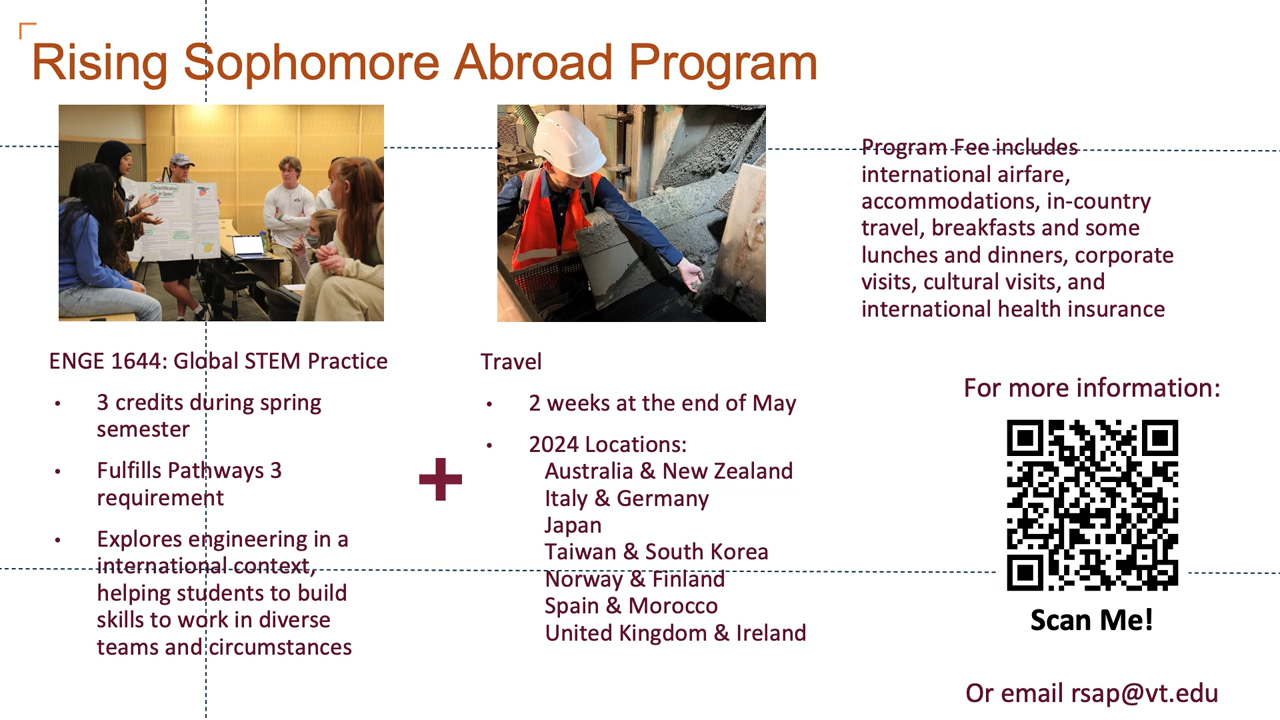 Rising Sophomore Abroad Program
ENGE 1644: Global STEM Practice
• 3 credits during spring
semester
• Fulfills Pathways 3
requirement
• Explores engineering in a
international context,
helping students to build
skills to work in diverse
teams and circumstances
+
Travel
• 2 weeks at the end of May
• 2024 Locations:
Australia & New Zealand
Italy & Germany
Japan
Taiwan & South Korea
Norway & Finland
Spain & Morocco
United Kingdom & Ireland
Program Fee includes
international airfare,
accommodations, in-country
travel, breakfasts and some
lunches and dinners, corporate
visits, cultural visits, and
international health insurance
For more information:
Scan Me!
Or email rsap@vt.edu